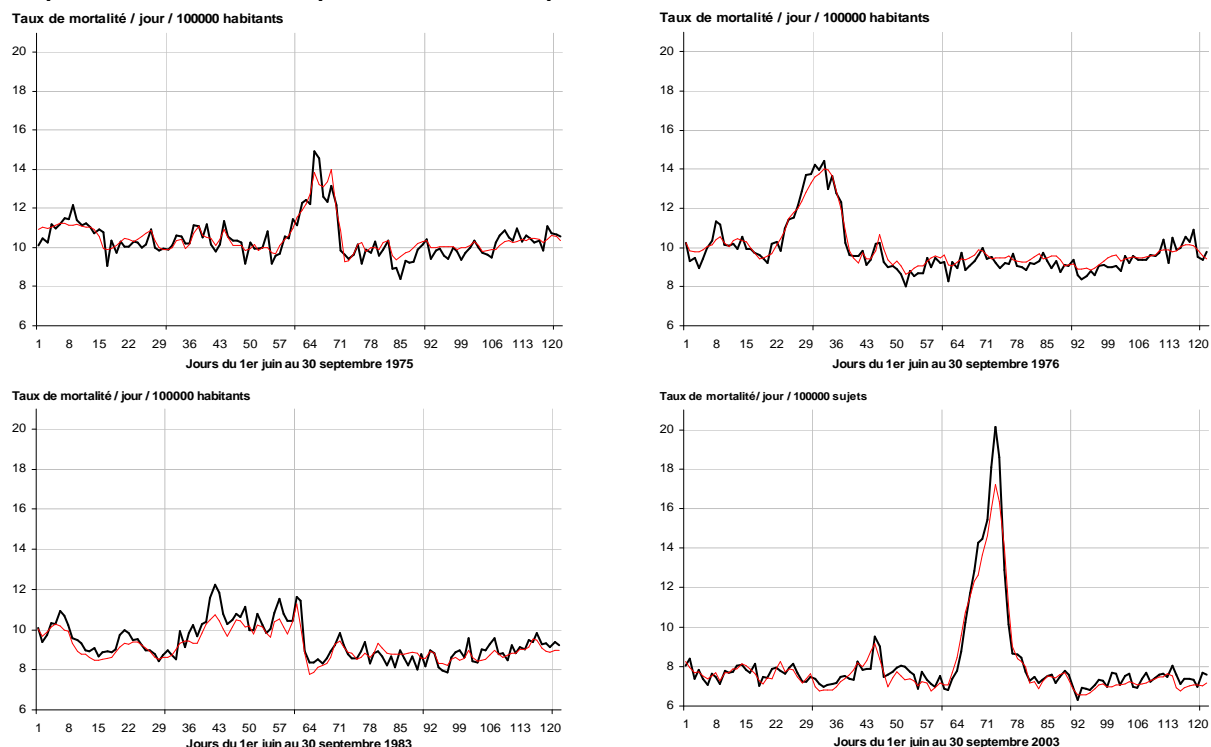 Taux de mortalité / jour / 100000 habitants
20
18
16
14
12
10
8
6
1 8 15 22 29 36 43 50 57 64 71 78 85 92 99 106 113 120
Jours du 1er juin au 30 septembre 1975
Taux de mortalité / jour / 100000 habitants
20
18
16
14
12
10
8
6
1 8 15 22 29 36 43 50 57 64 71 78 85 92 99 106 113 120
Jours du 1er juin au 30 septembre 1976
Taux de mortalité / jour / 100000 habitants
20
18
16
14
12
10
8
6
1 8 15 22 29 36 43 50 57 64 71 78 85 92 99 106 113 120
Jours du 1er juin au 30 septembre 1983
Taux de mortalité/ jour / 100000 sujets
20
18
16
14
12
10
8
6
1 8 15 22 29 36 43 50 57 64 71 78 85 92 99 106 113 120
Jours du 1er juin au 30 septembre 2003